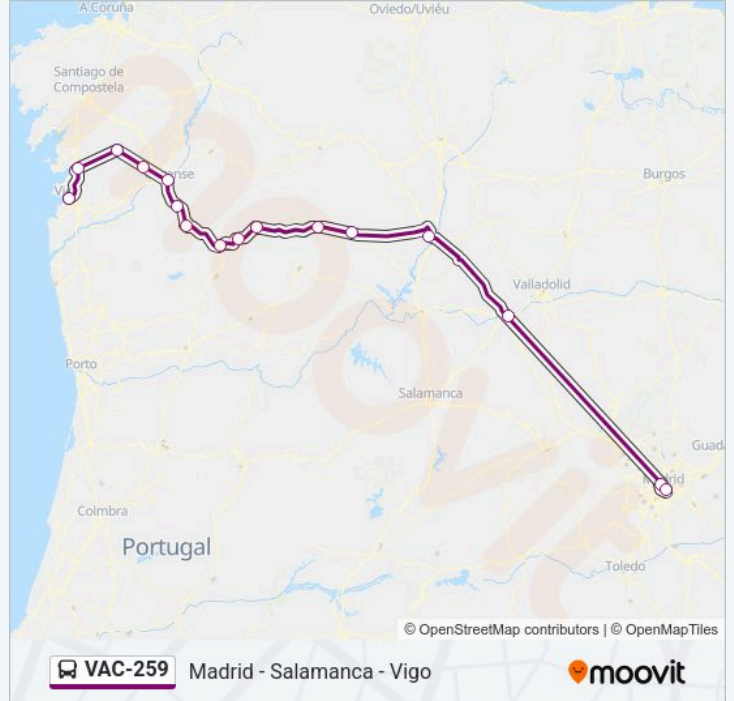 A Coruña
Oviedo/Uviéu
Santiago de
Compostela
Burgos
Valladolid
Porto
Salamanca
Madrid
Coimbra
Portugal
Toledo
© OpenStreetMap contributors | © OpenMapTiles
VAC-259 Madrid - Salamanca - Vigo
moovit